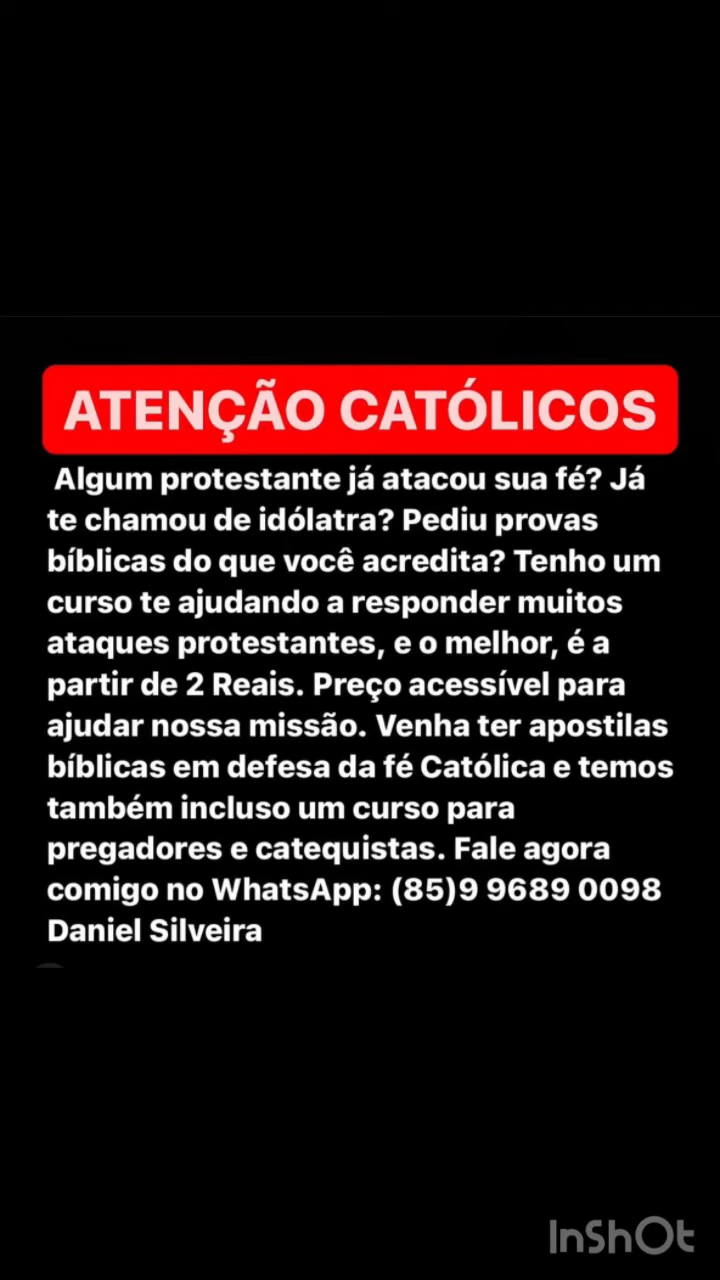 ATENÇÃO CATÓLICOS
Algum protestante já atacou sua fé? Já
te chamou de idólatra? Pediu provas
bíblicas do que você acredita? Tenho um
curso te ajudando a responder muitos
ataques protestantes, e o melhor, é a
partir de 2 Reais. Preço acessível para
ajudar nossa missão. Venha ter apostilas
bíblicas em defesa da fé Católica e temos
também incluso um curso para
pregadores e catequistas. Fale agora
comigo no WhatsApp: (85)9 9689 0098
Daniel Silveira
InShOt